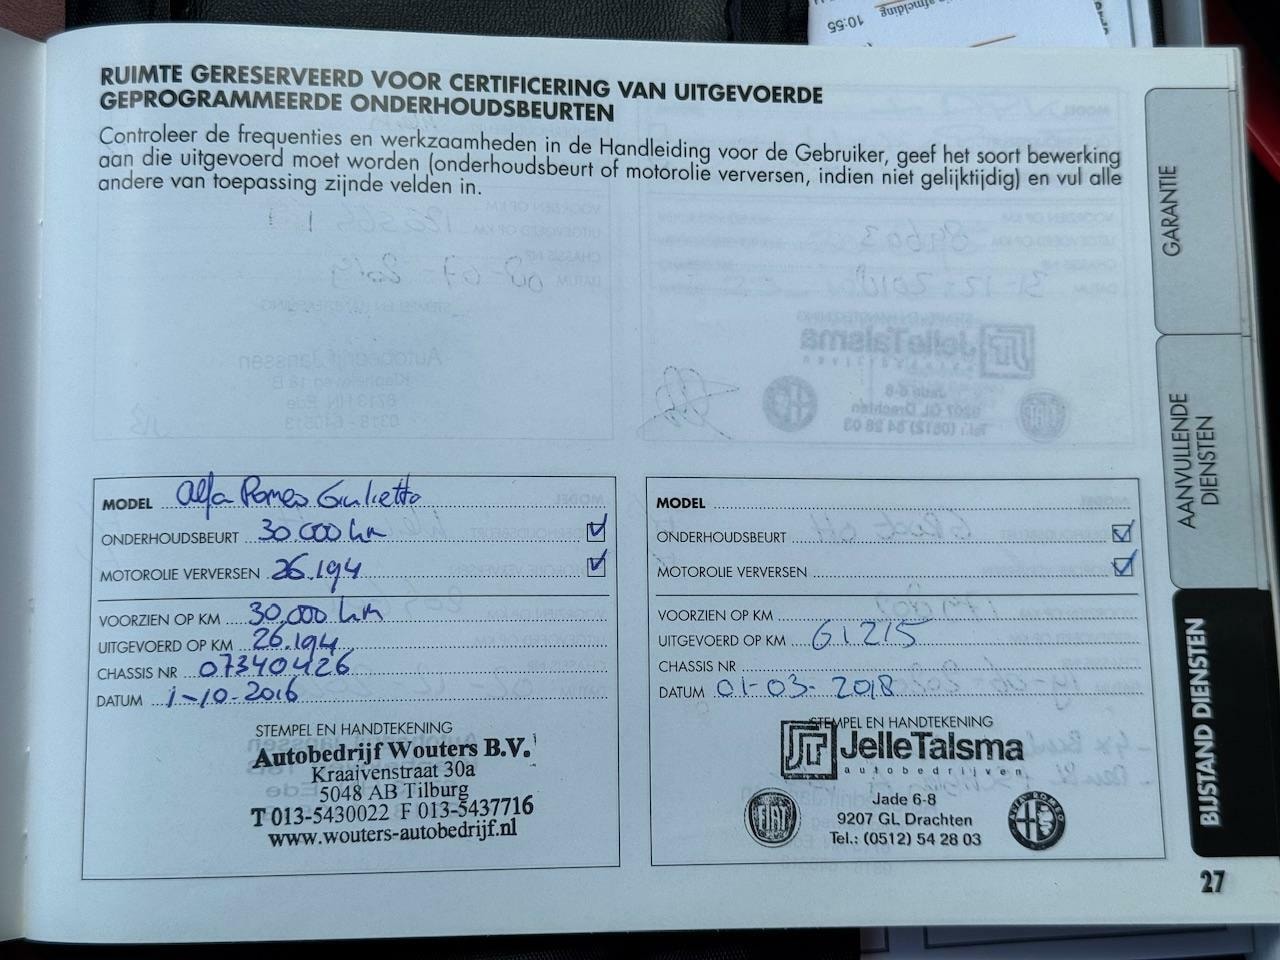 10:55
RUIMTE GERESERVEERD VOOR CERTIFICERING VAN UITGEVOERDE
GEPROGRAMMEERDE ONDERHOUDSBEURTEN
Controleer de frequenties en werkzaamheden in de Handleiding voor de Gebruiker, geef het soort bewerking
aan die uitgevoerd moet worden (onderhoudsbeurt of motorolie verversen, indien niet gelijktijdig) en vul alle
andere van toepassing zijnde velden in.
MODEL Alfa Romeo Giulietta
ONDERHOUDSBEURT 30.000 km
MOTOROLIE VERVERSEN 26.194
VOORZIEN OP KM 30.000 km
UITGEVOERD OP KM 26.194
CHASSIS NR 07340426
DATUM 1-10-2016
STEMPEL EN HANDTEKENING
Autobedrijf Wouters B.V.
Kraaivenstraat 30a
5048 AB Tilburg
T 013-5430022 F 013-5437716
www.wouters-autobedrijf.nl
MODEL
ONDERHOUDSBEURT
MOTOROLIE VERVERSEN
VOORZIEN OP KM
UITGEVOERD OP KM 61215
CHASSIS NR
DATUM 01-03-2018
STEMPEL EN HANDTEKENING
JT JelleTalsma
autobedrijven
Jade 6-8
9207 GL Drachten
Tel.: (0512) 54 28 03
FIAT
ALFA ROMEO
GARANTIE
AANVULLENDE
DIENSTEN
BIJSTAND DIENSTEN
27